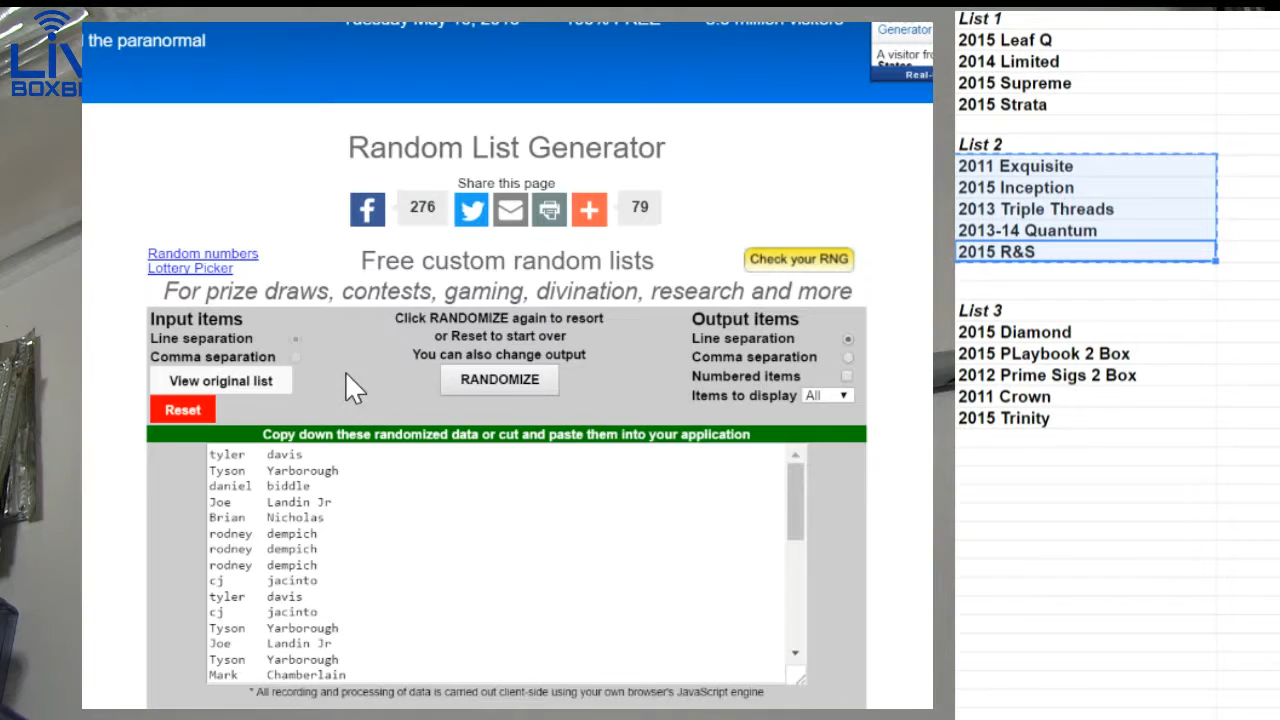 the paranormal
LIV
BOXB
Generator
A visitor fro
States
Real-
Random List Generator
Share this page
276
79
Random numbers
Lottery Picker
Free custom random lists
Check your RNG
For prize draws, contests, gaming, divination, research and more
Input items
Line separation
Comma separation
View original list
Reset
Click RANDOMIZE again to resort
or Reset to start over
You can also change output
RANDOMIZE
Output items
Line separation
Comma separation
Numbered items
Items to display All
Copy down these randomized data or cut and paste them into your application
tyler davis
Tyson Yarborough
daniel biddle
Joe Landin Jr
Brian Nicholas
rodney dempich
rodney dempich
rodney dempich
cj jacinto
tyler davis
cj jacinto
Tyson Yarborough
Joe Landin Jr
Tyson Yarborough
Mark Chamberlain
* All recording and processing of data is carried out client-side using your own browser's JavaScript engine
List 1
2015 Leaf Q
2014 Limited
2015 Supreme
2015 Strata
List 2
2011 Exquisite
2015 Inception
2013 Triple Threads
2013-14 Quantum
2015 R&S
List 3
2015 Diamond
2015 PLaybook 2 Box
2012 Prime Sigs 2 Box
2011 Crown
2015 Trinity